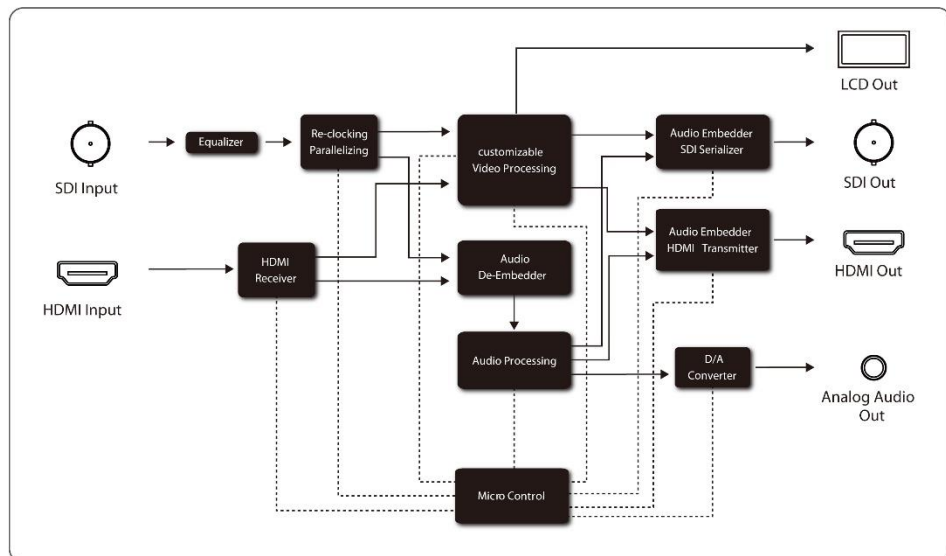 LCD Out
Equalizer
Re-clocking
Parallelizing
customizable
Video Processing
Audio Embedder
SDI Serializer
SDI Input
SDI Out
HDMI
Receiver
Audio
De-Embedder
Audio Embedder
HDMI Transmitter
HDMI Input
HDMI Out
Audio Processing
D/A
Converter
Analog Audio
Out
Micro Control